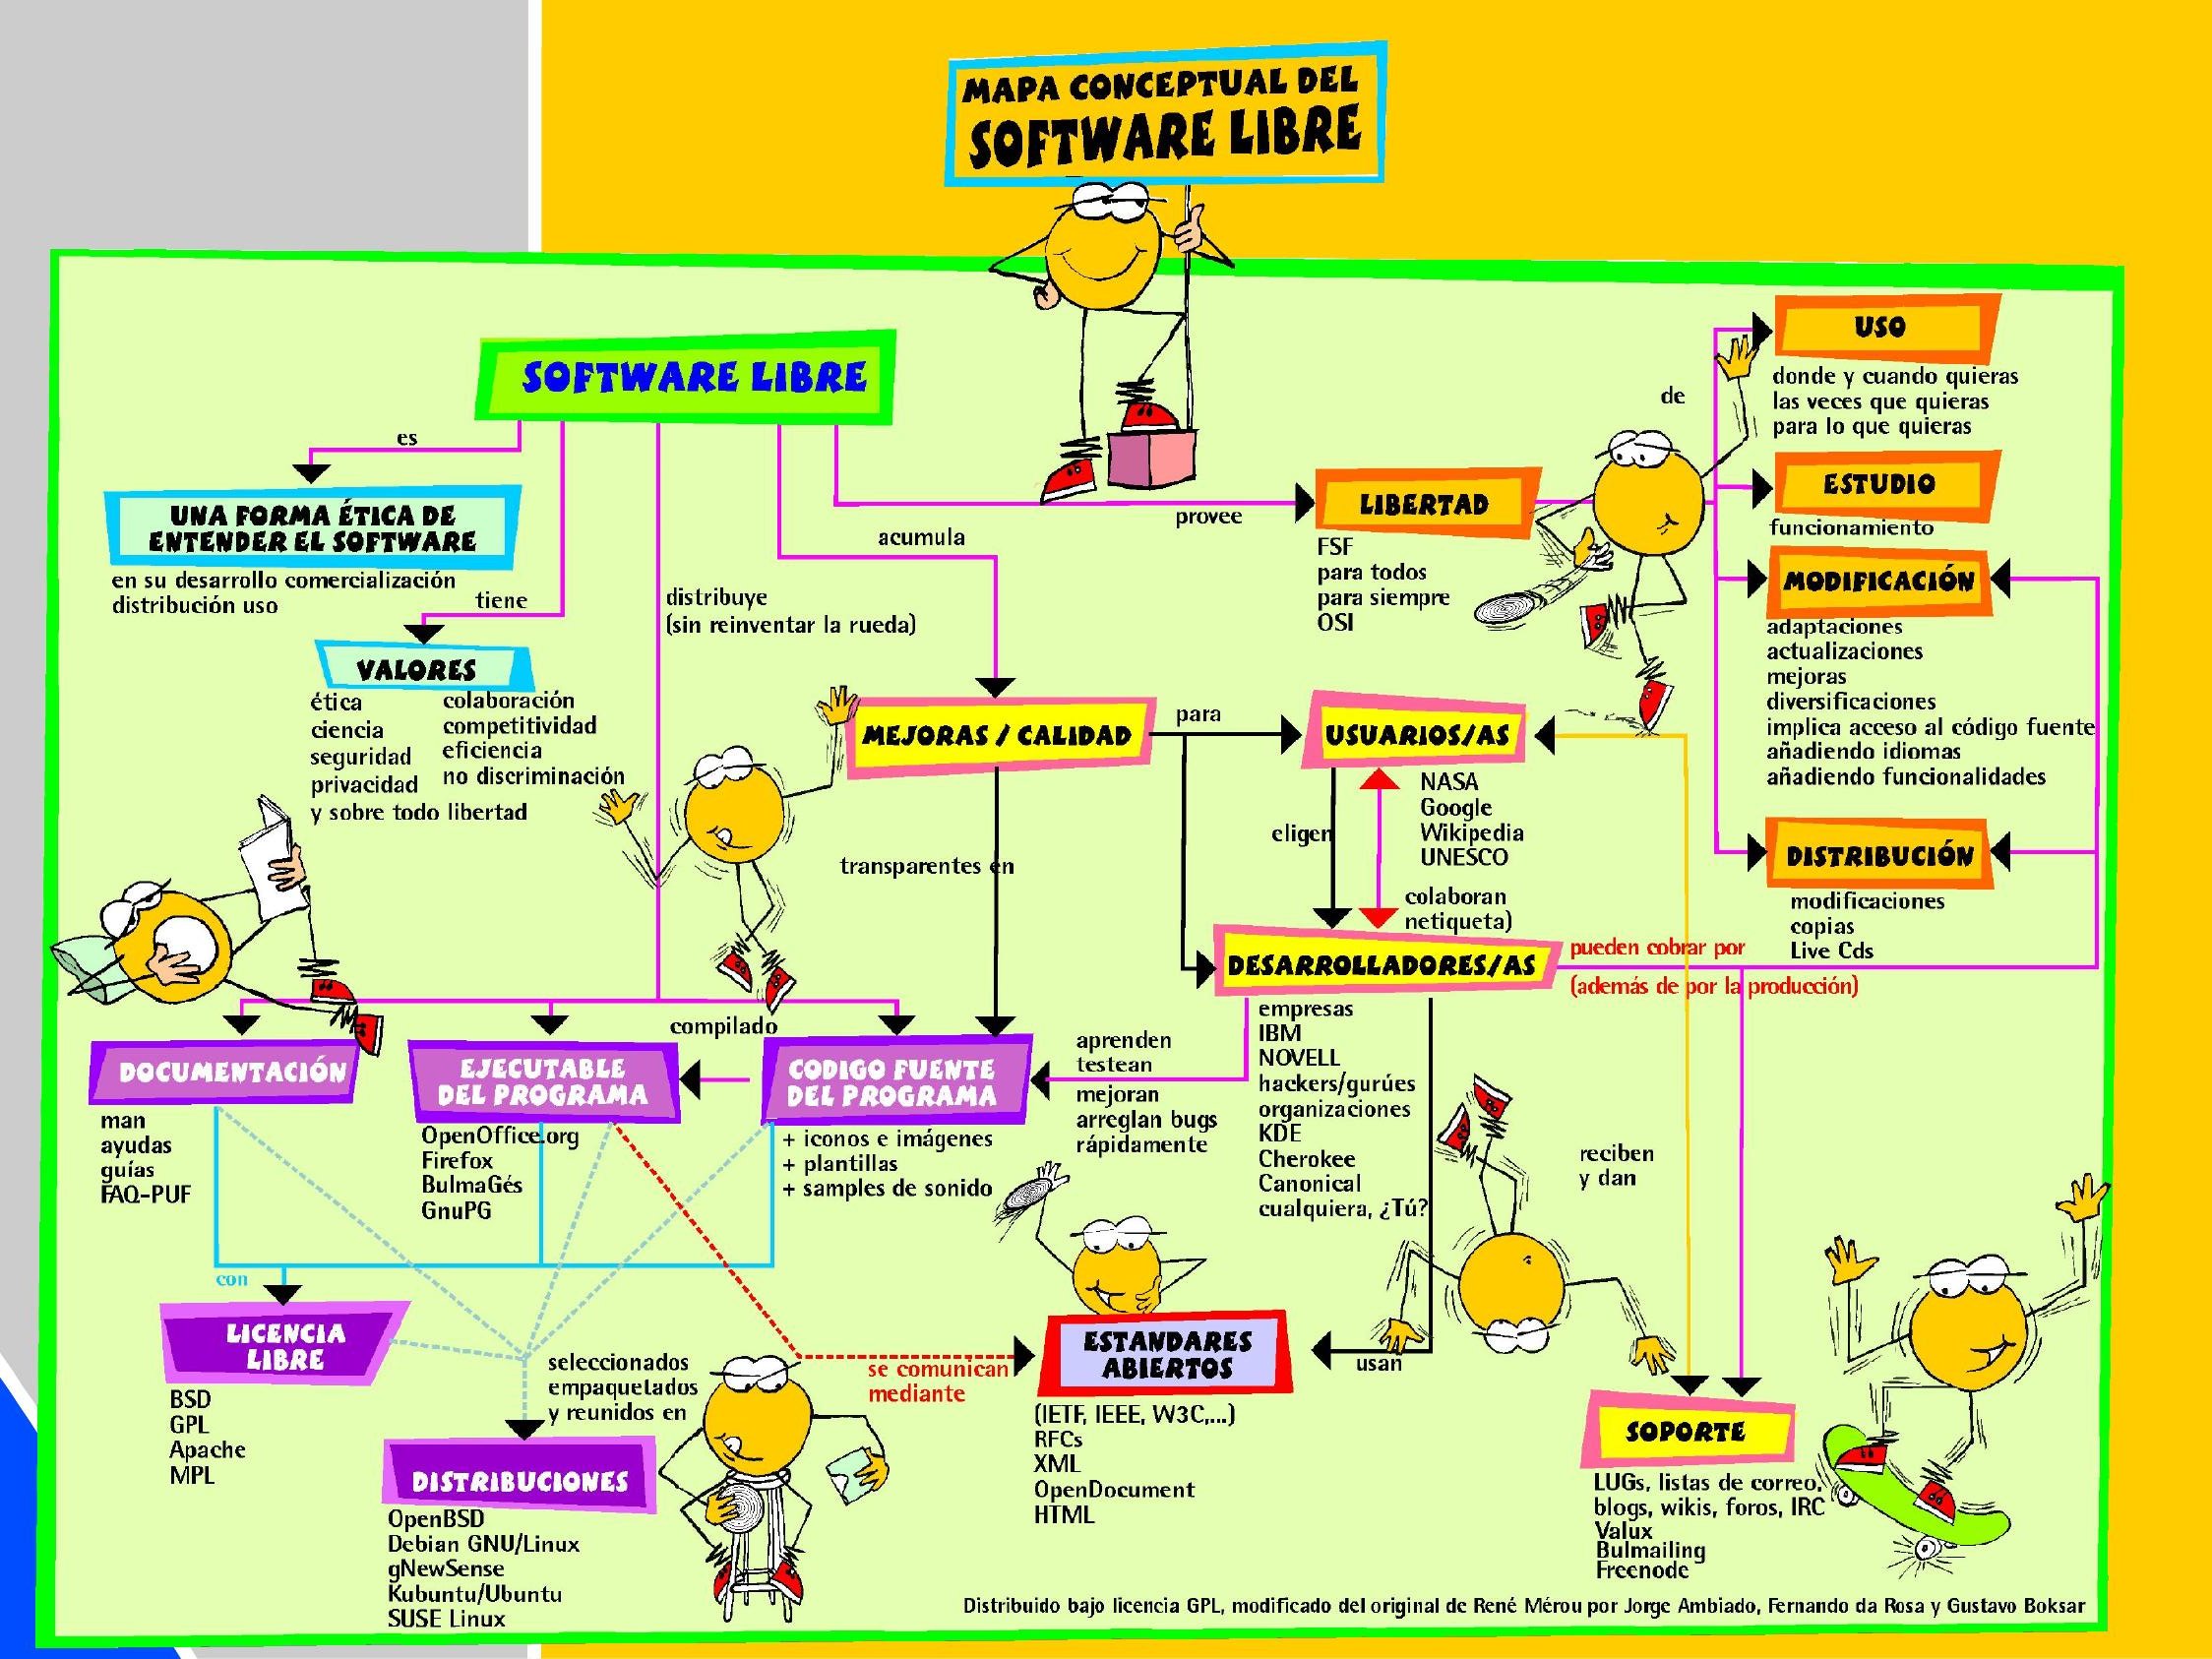 MAPA CONCEPTUAL DEL
SOFTWARE LIBRE
SOFTWARE LIBRE
es
UNA FORMA ÉTICA DE
ENTENDER EL SOFTWARE
en su desarrollo comercialización
distribución uso
tiene
VALORES
ética
ciencia
seguridad
privacidad
colaboración
competitividad
eficiencia
no discriminación
y sobre todo libertad
distribuye
(sin reinventar la rueda)
acumula
provee
LIBERTAD
FSF
para todos
para siempre
OSI
de
USO
donde y cuando quieras
las veces que quieras
para lo que quieras
ESTUDIO
funcionamiento
MODIFICACIÓN
adaptaciones
actualizaciones
mejoras
diversificaciones
implica acceso al código fuente
añadiendo idiomas
añadiendo funcionalidades
DISTRIBUCIÓN
modificaciones
copias
Live Cds
MEJORAS / CALIDAD
para
USUARIOS/AS
NASA
Google
Wikipedia
UNESCO
eligen
colaboran
netiqueta)
transparentes en
DESARROLLADORES/AS
pueden cobrar por
(además de por la producción)
empresas
IBM
NOVELL
hackers/gurúes
organizaciones
KDE
Cherokee
Canonical
cualquiera, ¿Tú?
aprenden
testean
mejoran
arreglan bugs
rápidamente
reciben
y dan
compilado
DOCUMENTACIÓN
man
ayudas
guías
FAQ-PUF
EJECUTABLE
DEL PROGRAMA
OpenOffice.org
Firefox
BulmaGés
GnuPG
CODIGO FUENTE
DEL PROGRAMA
+ iconos e imágenes
+ plantillas
+ samples de sonido
con
LICENCIA
LIBRE
BSD
GPL
Apache
MPL
seleccionados
empaquetados
y reunidos en
DISTRIBUCIONES
OpenBSD
Debian GNU/Linux
gNewSense
Kubuntu/Ubuntu
SUSE Linux
se comunican
mediante
ESTANDARES
ABIERTOS
(IETF, IEEE, W3C,...)
RFCs
XML
OpenDocument
HTML
usan
SOPORTE
LUGs, listas de correo,
blogs, wikis, foros, IRC
Valux
Bulmailing
Freenode
Distribuido bajo licencia GPL, modificado del original de René Mérou por Jorge Ambiado, Fernando da Rosa y Gustavo Boksar